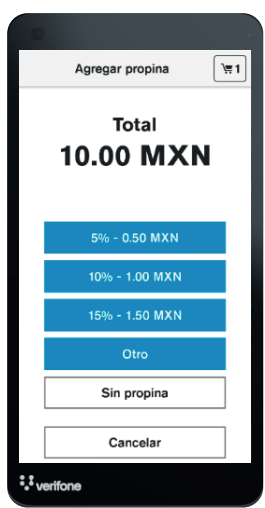 Agregar propina
1
Total
10.00 MXN
5% - 0.50 MXN
10% - 1.00 MXN
15% - 1.50 MXN
Otro
Sin propina
Cancelar
verifone